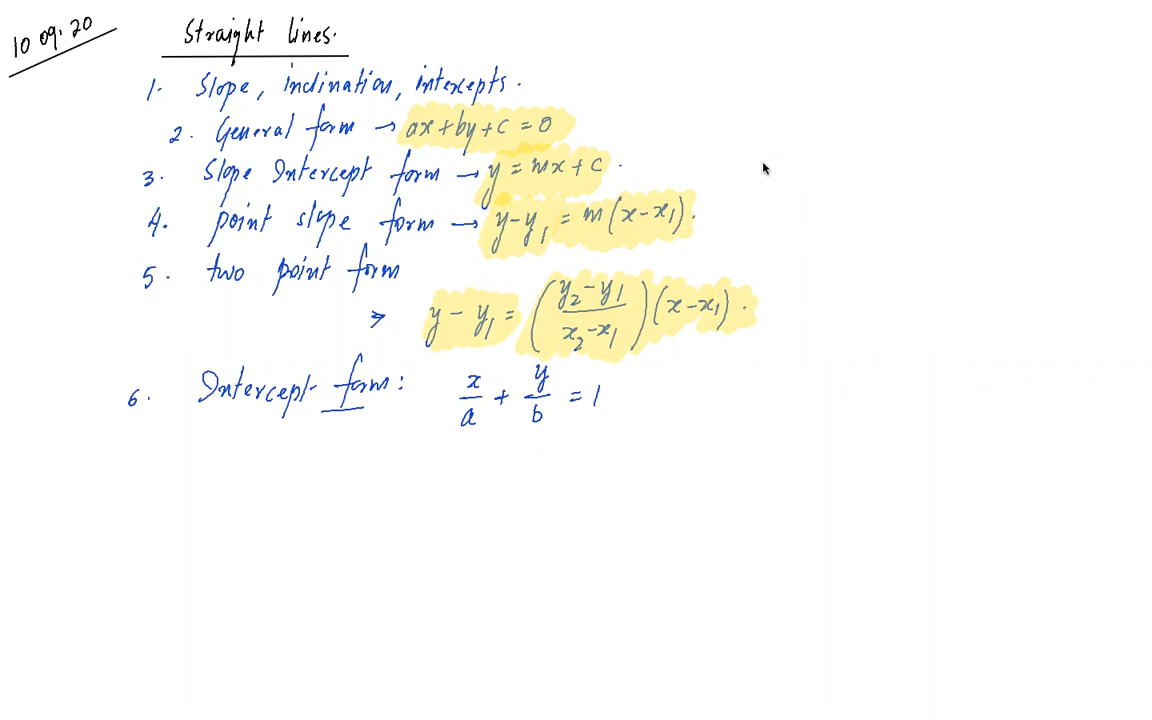 10 09.20
Straight lines.
1. Slope, inclination, intercepts.
2. General form → ax+by+c = 0
3. Slope Intercept form → y = mx + c.
4. point slope form → y-y₁ = m(x-x₁).
5. two point form
→ y - y₁ = ((y₂-y₁)/(x₂-x₁))(x-x₁).
6. Intercept form: x/a + y/b = 1